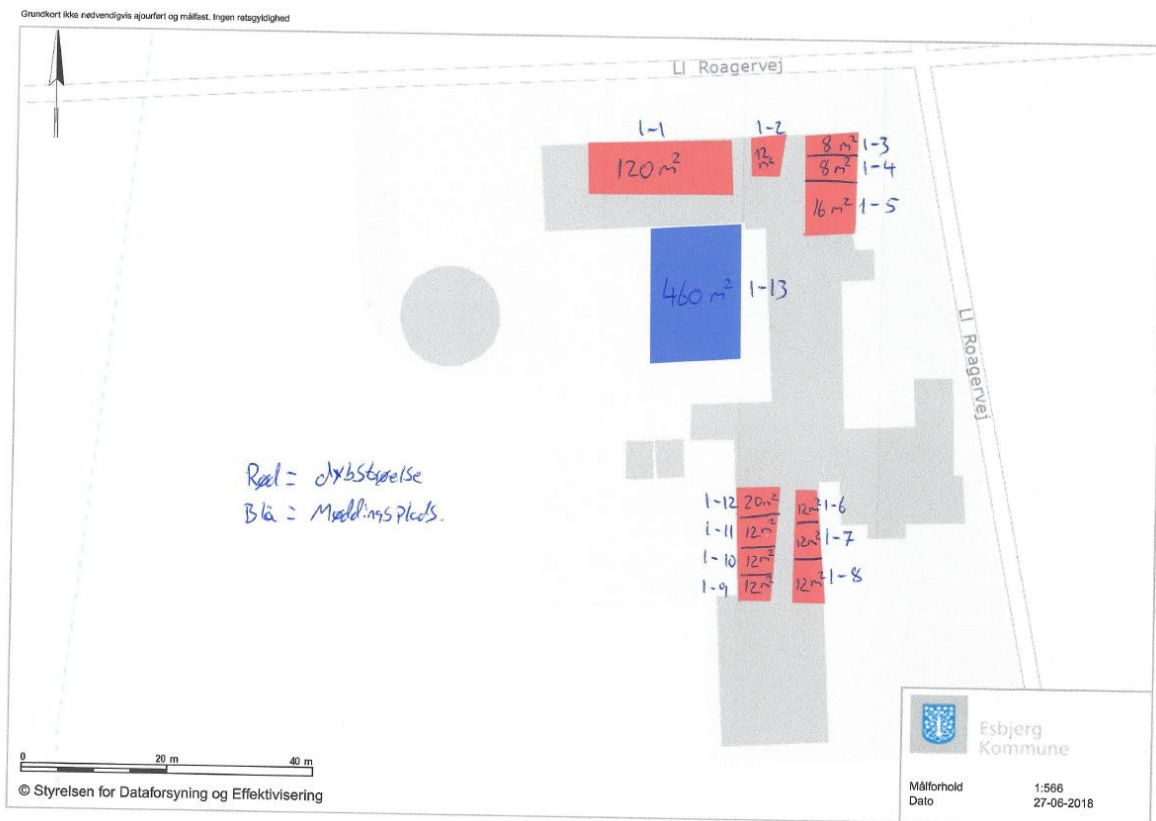 Grundkort ikke nødvendigvis ajourført og målfast. Ingen retsgyldighed
Ll Roagervej
1-1
120 m²
1-2
12 m²
8 m² 1-3
8 m² 1-4
16 m² 1-5
460 m² 1-13
Ll Roagervej
Rød = dybstrøelse
Blå = Møddingsplads.
1-12 20 m²
1-11 12 m²
1-10 12 m²
1-9 12 m²
12 m² 1-6
12 m² 1-7
12 m² 1-8
0 20 m 40 m
© Styrelsen for Dataforsyning og Effektivisering
Esbjerg
Kommune
Målforhold 1:566
Dato 27-06-2018